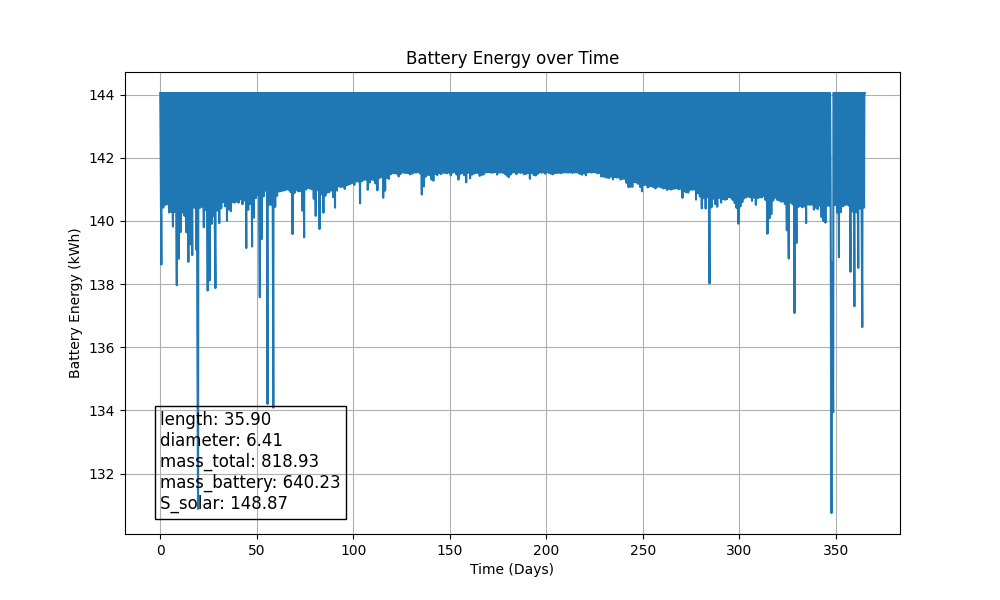 Battery Energy over Time
144
142
140
138
136
134
132
Battery Energy (kWh)
length: 35.90
diameter: 6.41
mass_total: 818.93
mass_battery: 640.23
S_solar: 148.87
0 50 100 150 200 250 300 350
Time (Days)